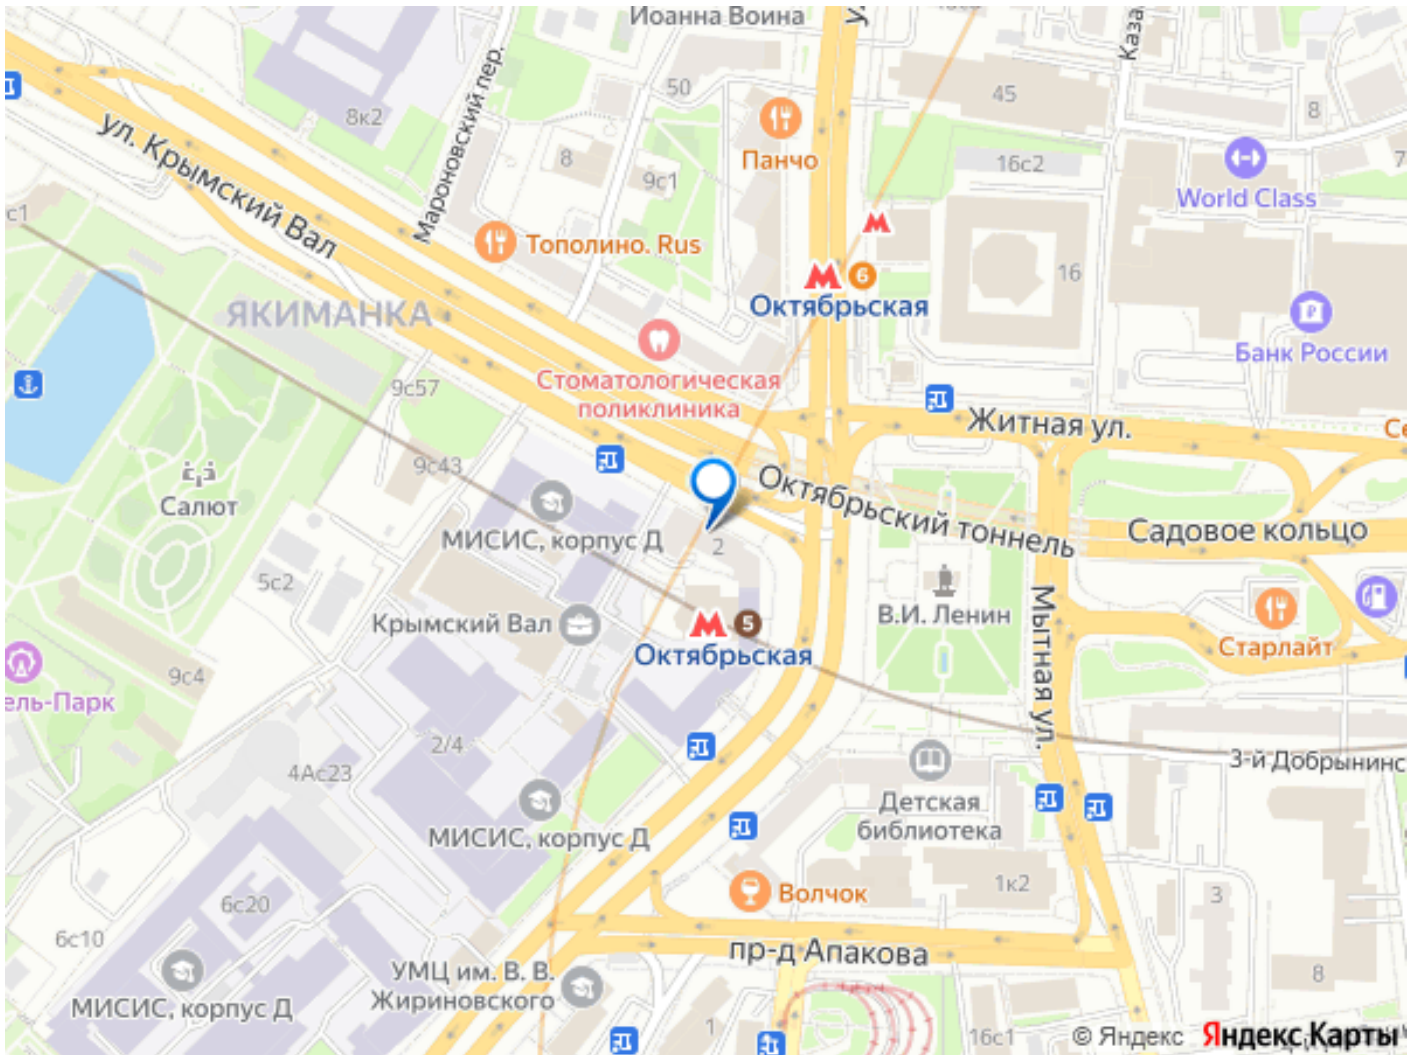 Иоанна Воина
50
45
8
8к2
Мароновский пер.
ул. Крымский Вал
Панчо
8
9с1
16с2
World Class
с1
Тополино. Rus
16
6
Октябрьская
ЯКИМАНКА
Банк России
Стоматологическая
поликлиника
9с57
Житная ул.
9с43
Салют
Октябрьский тоннель
Садовое кольцо
МИСИС, корпус Д
2
5с2
В.И. Ленин
Мытная ул.
Крымский Вал
5
Октябрьская
Старлайт
9с4
ель-Парк
2/4
4Ас23
3-й Добрынинс
Детская
библиотека
МИСИС, корпус Д
Волчок
1к2
3
6с20
6с10
пр-д Апакова
УМЦ им. В. В.
Жириновского
8
МИСИС, корпус Д
1
16с1
© Яндекс Яндекс Карты